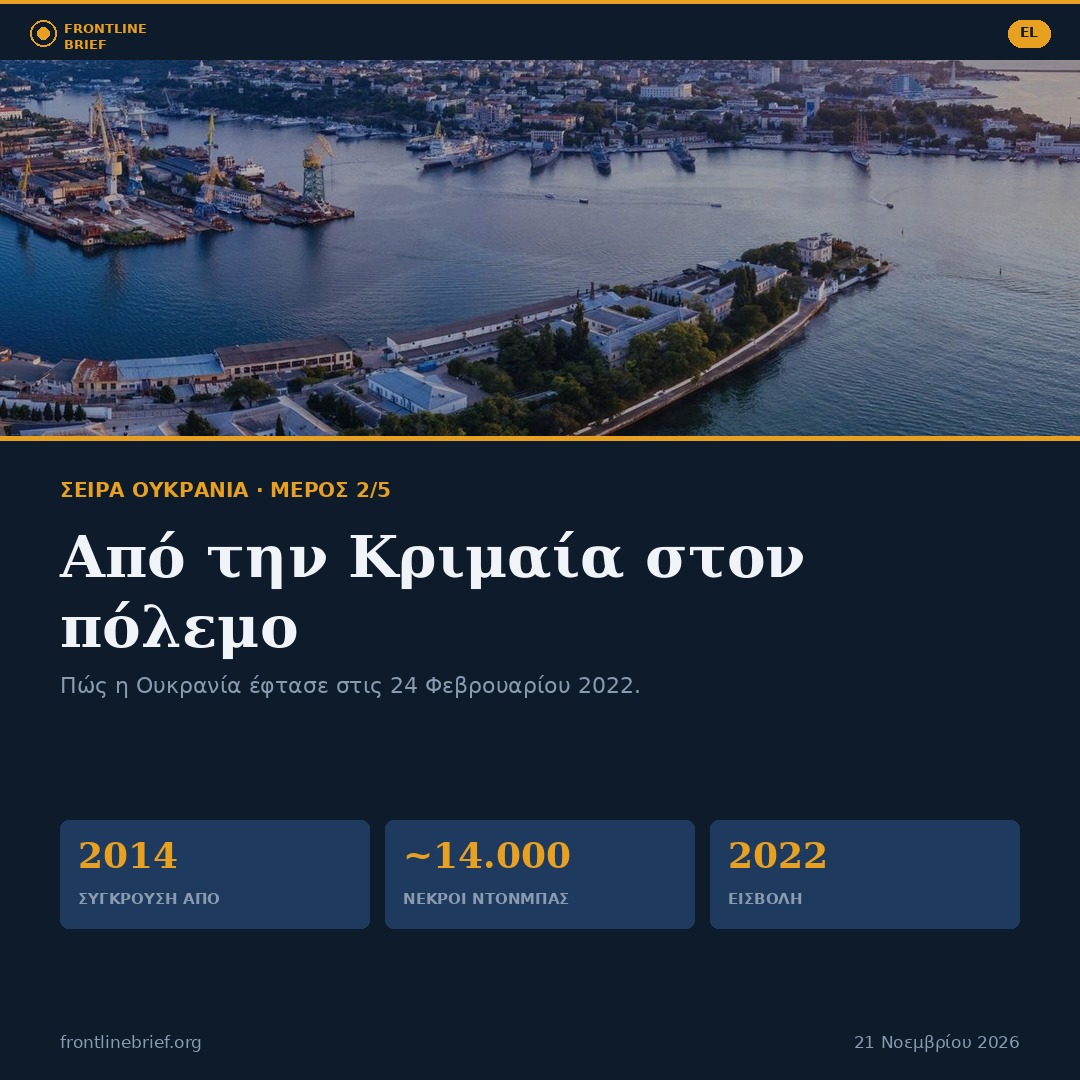 FRONTLINE
BRIEF
EL
ΣΕΙΡΑ ΟΥΚΡΑΝΙΑ · ΜΕΡΟΣ 2/5
Από την Κριμαία στον
πόλεμο
Πώς η Ουκρανία έφτασε στις 24 Φεβρουαρίου 2022.
2014
ΣΥΓΚΡΟΥΣΗ ΑΠΟ
~14.000
ΝΕΚΡΟΙ ΝΤΟΝΜΠΑΣ
2022
ΕΙΣΒΟΛΗ
frontlinebrief.org
21 Νοεμβρίου 2026